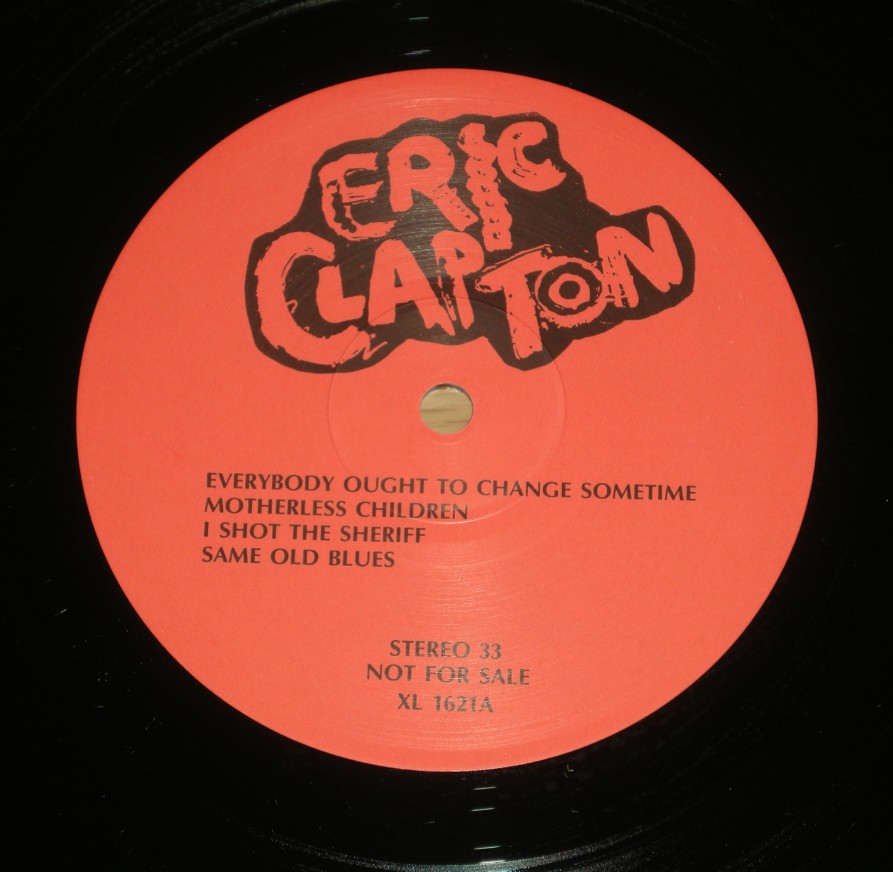 ERIC
CLAPTON
EVERYBODY OUGHT TO CHANGE SOMETIME
MOTHERLESS CHILDREN
I SHOT THE SHERIFF
SAME OLD BLUES
STEREO 33
NOT FOR SALE
XL 1621A